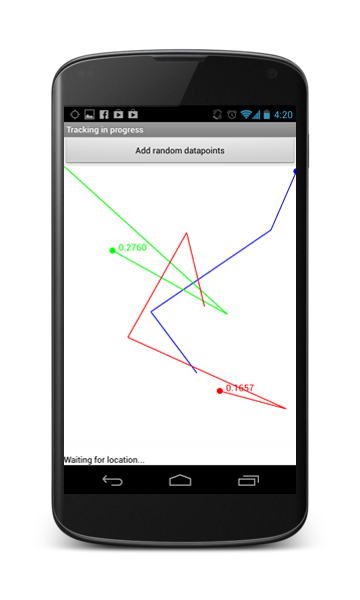 4:20
Tracking in progress
Add random datapoints
0.2760
0.1657
Waiting for location...